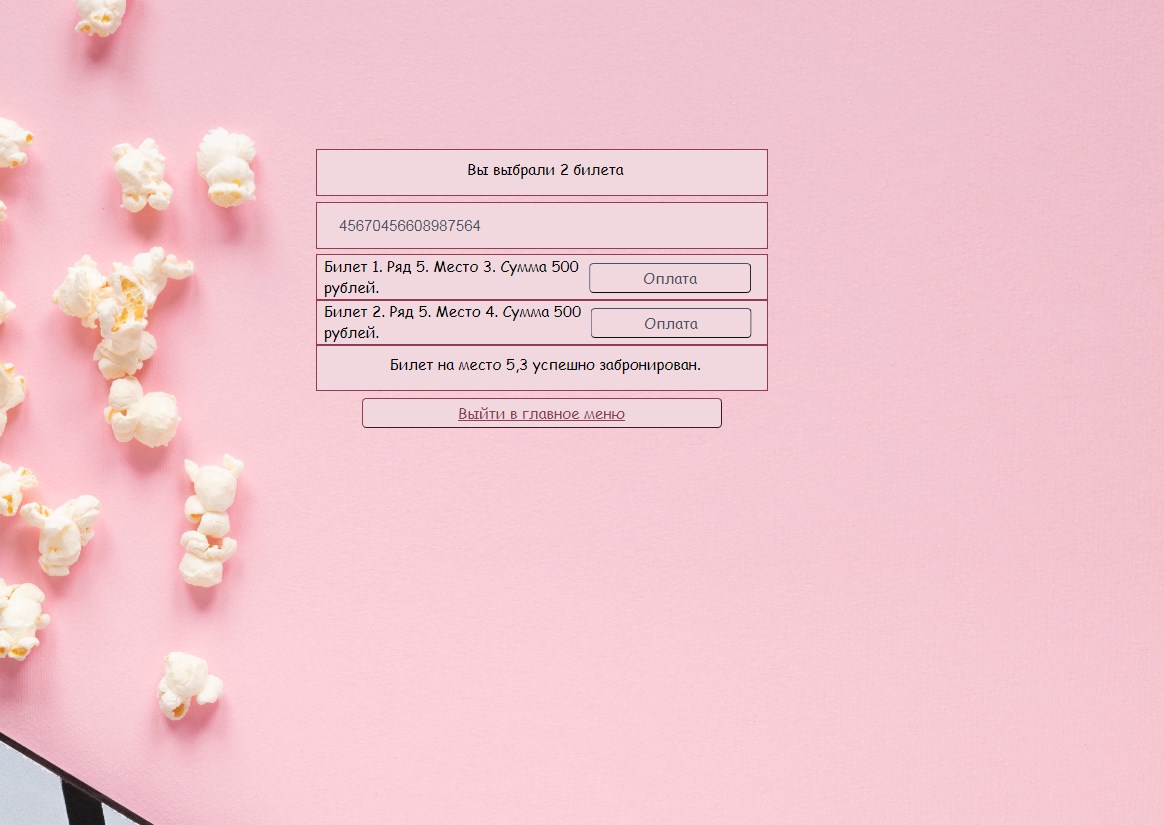 Вы выбрали 2 билета
45670456608987564
Билет 1. Ряд 5. Место 3. Сумма 500
рублей.
Оплата
Билет 2. Ряд 5. Место 4. Сумма 500
рублей.
Оплата
Билет на место 5,3 успешно забронирован.
Выйти в главное меню